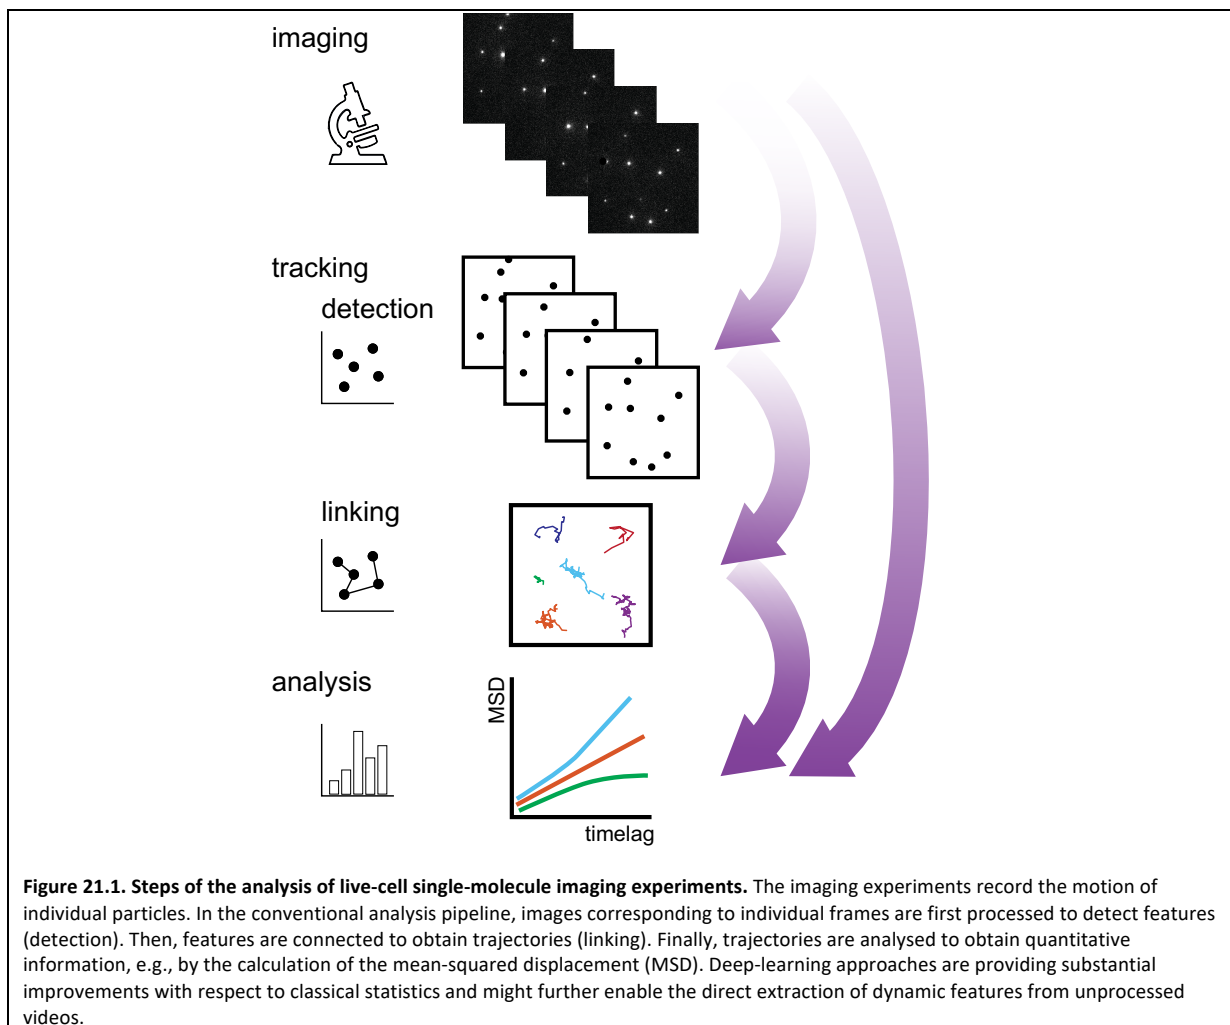 imaging
tracking
detection
linking
analysis
MSD
timelag
Figure 21.1. Steps of the analysis of live-cell single-molecule imaging experiments. The imaging experiments record the motion of
individual particles. In the conventional analysis pipeline, images corresponding to individual frames are first processed to detect features
(detection). Then, features are connected to obtain trajectories (linking). Finally, trajectories are analysed to obtain quantitative
information, e.g., by the calculation of the mean-squared displacement (MSD). Deep-learning approaches are providing substantial
improvements with respect to classical statistics and might further enable the direct extraction of dynamic features from unprocessed
videos.